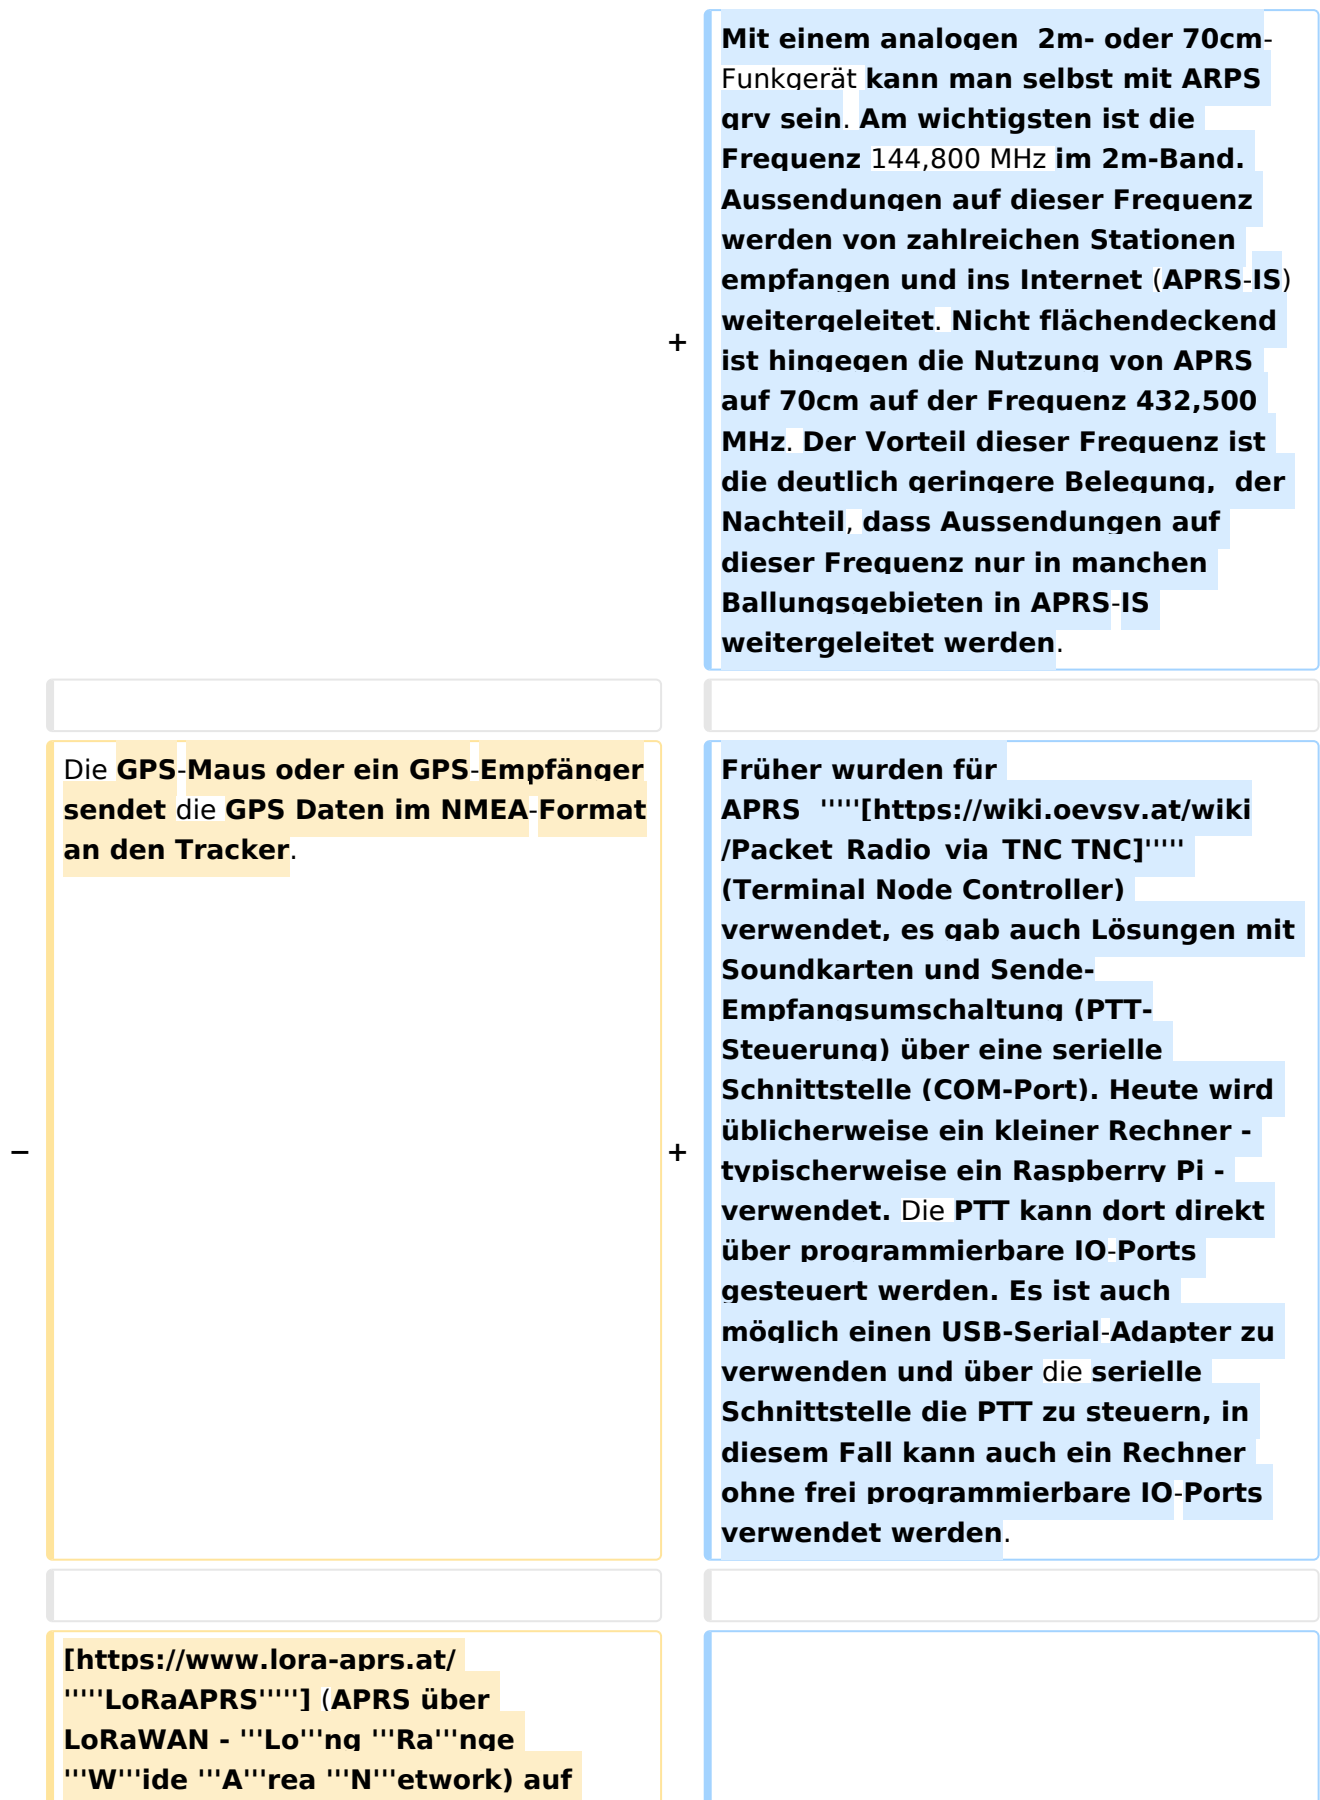 Mit einem analogen  2m- oder 70cm-
Funkgerät kann man selbst mit ARPS
qrv sein. Am wichtigsten ist die
Frequenz 144,800 MHz im 2m-Band.
Aussendungen auf dieser Frequenz
werden von zahlreichen Stationen
empfangen und ins Internet (APRS-IS)
weitergeleitet. Nicht flächendeckend
ist hingegen die Nutzung von APRS
auf 70cm auf der Frequenz 432,500
MHz. Der Vorteil dieser Frequenz ist
die deutlich geringere Belegung,  der
Nachteil, dass Aussendungen auf
dieser Frequenz nur in manchen
Ballungsgebieten in APRS-IS
weitergeleitet werden.
+
−
Die GPS-Maus oder ein GPS-Empfänger
sendet die GPS Daten im NMEA-Format
an den Tracker.
+
Früher wurden für
APRS  '''''[https://wiki.oevsv.at/wiki
/Packet_Radio_via_TNC TNC]'''''
(Terminal Node Controller)
verwendet, es gab auch Lösungen mit
Soundkarten und Sende-
Empfangsumschaltung (PTT-
Steuerung) über eine serielle
Schnittstelle (COM-Port). Heute wird
üblicherweise ein kleiner Rechner -
typischerweise ein Raspberry Pi -
verwendet. Die PTT kann dort direkt
über programmierbare IO-Ports
gesteuert werden. Es ist auch
möglich einen USB-Serial-Adapter zu
verwenden und über die serielle
Schnittstelle die PTT zu steuern, in
diesem Fall kann auch ein Rechner
ohne frei programmierbare IO-Ports
verwendet werden.
[https://www.lora-aprs.at/
'''''LoRaAPRS'''''] (APRS über
LoRaWAN - '''Lo'''ng '''Ra'''nge
'''W'''ide '''A'''rea '''N'''etwork) auf